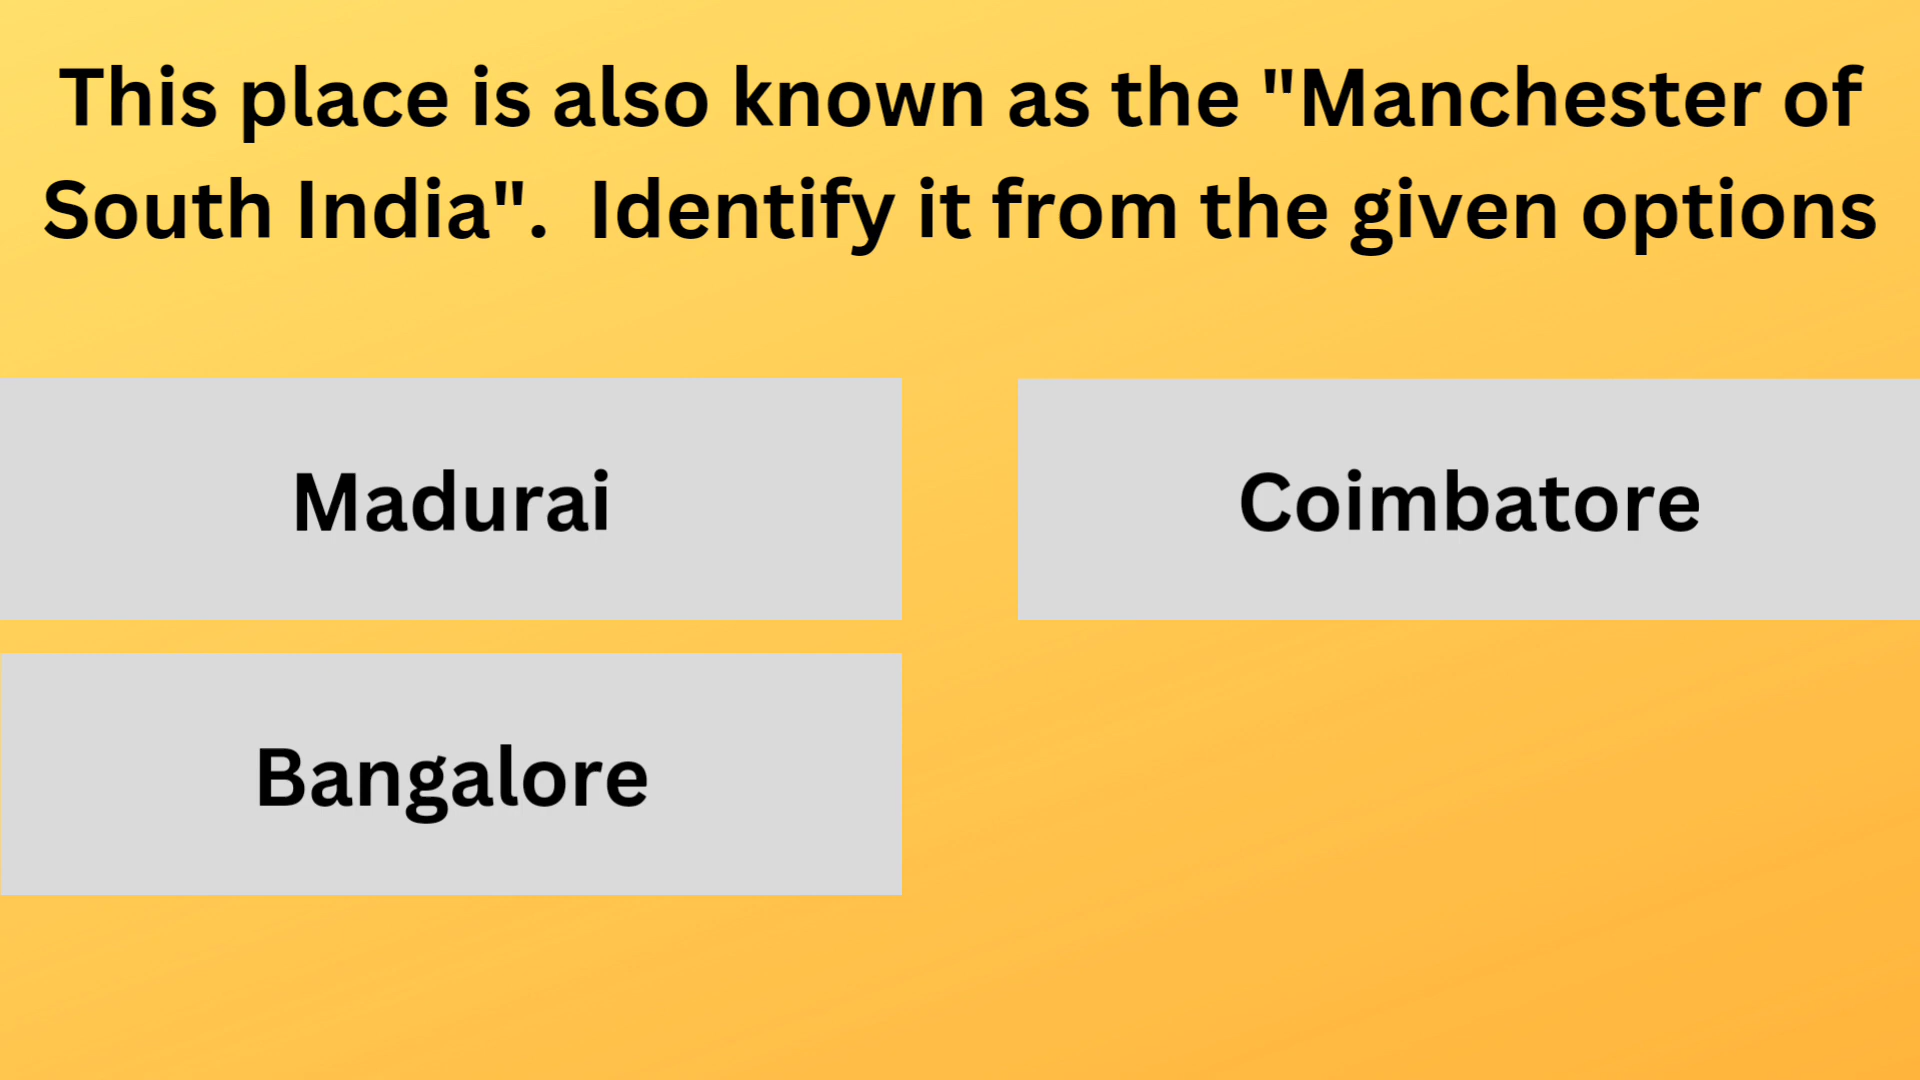 This place is also known as the "Manchester of
South India".  Identify it from the given options
Madurai
Coimbatore
Bangalore